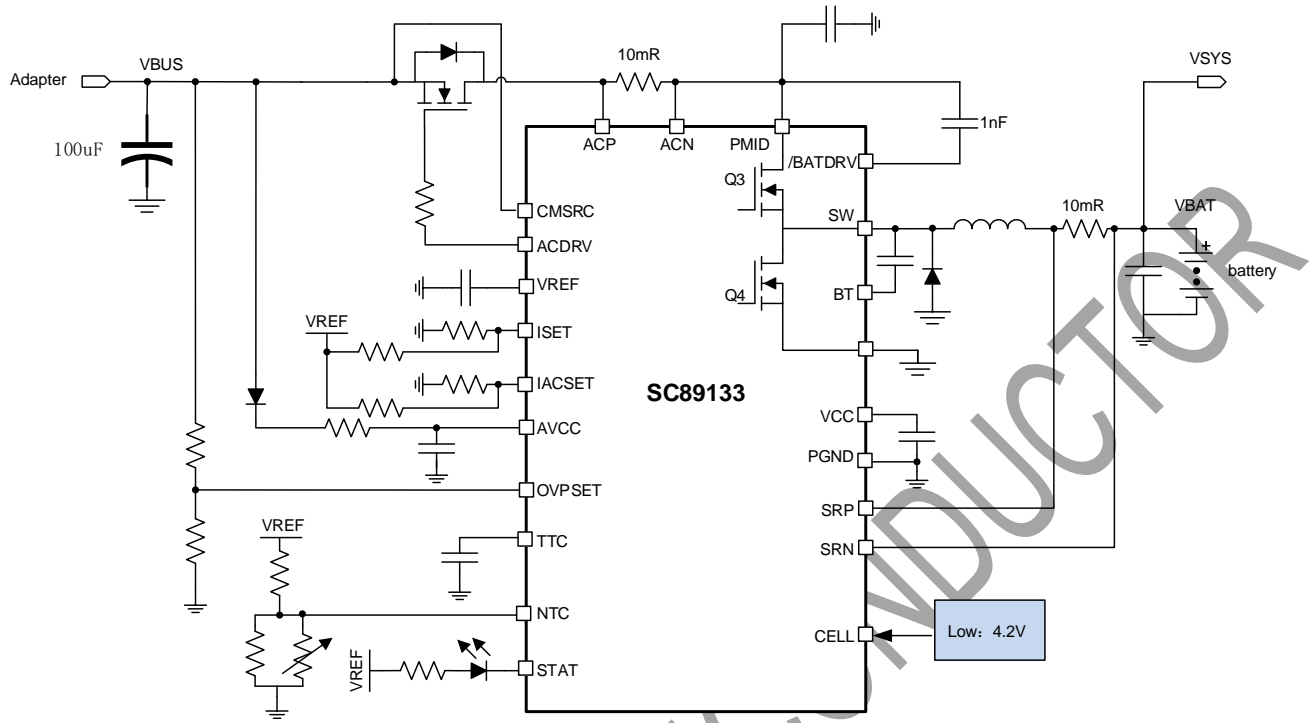 10mR
VBUS
VSYS
Adapter
1nF
100uF
ACP
ACN
PMID
/BATDRV
Q3
10mR
VBAT
CMSRC
SW
+
ACDRV
battery
VREF
Q4
BT
VREF
ISET
IACSET
SC89133
AVCC
VCC
PGND
OVPSET
SRP
VREF
TTC
SRN
NTC
CELL
Low: 4.2V
VREF
STAT
NDUCTOR